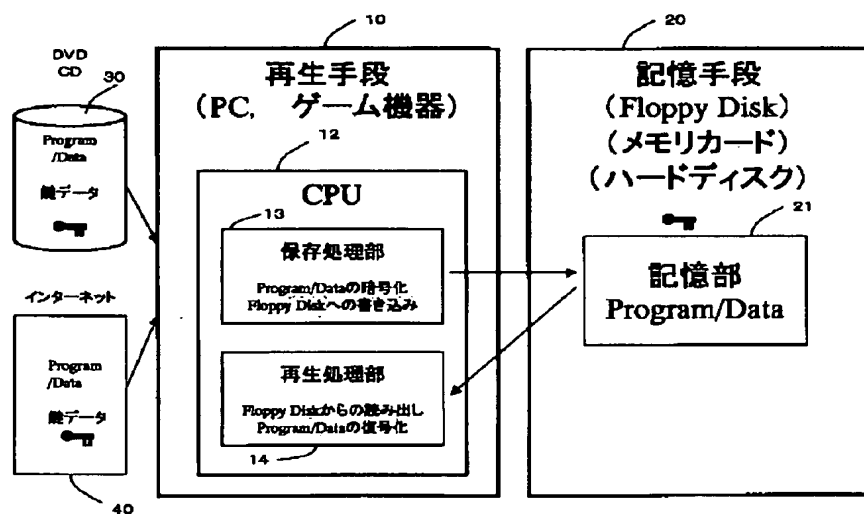 DVD
CD
30
Program
/Data
鍵データ
インターネット
Program
/Data
鍵データ
40
10
再生手段
(PC, ゲーム機器)
12
CPU
13
保存処理部
Program/Dataの暗号化
Floppy Diskへの書き込み
再生処理部
Floppy Diskからの読み出し
Program/Dataの復号化
14
20
記憶手段
(Floppy Disk)
(メモリカード)
(ハードディスク)
21
記憶部
Program/Data